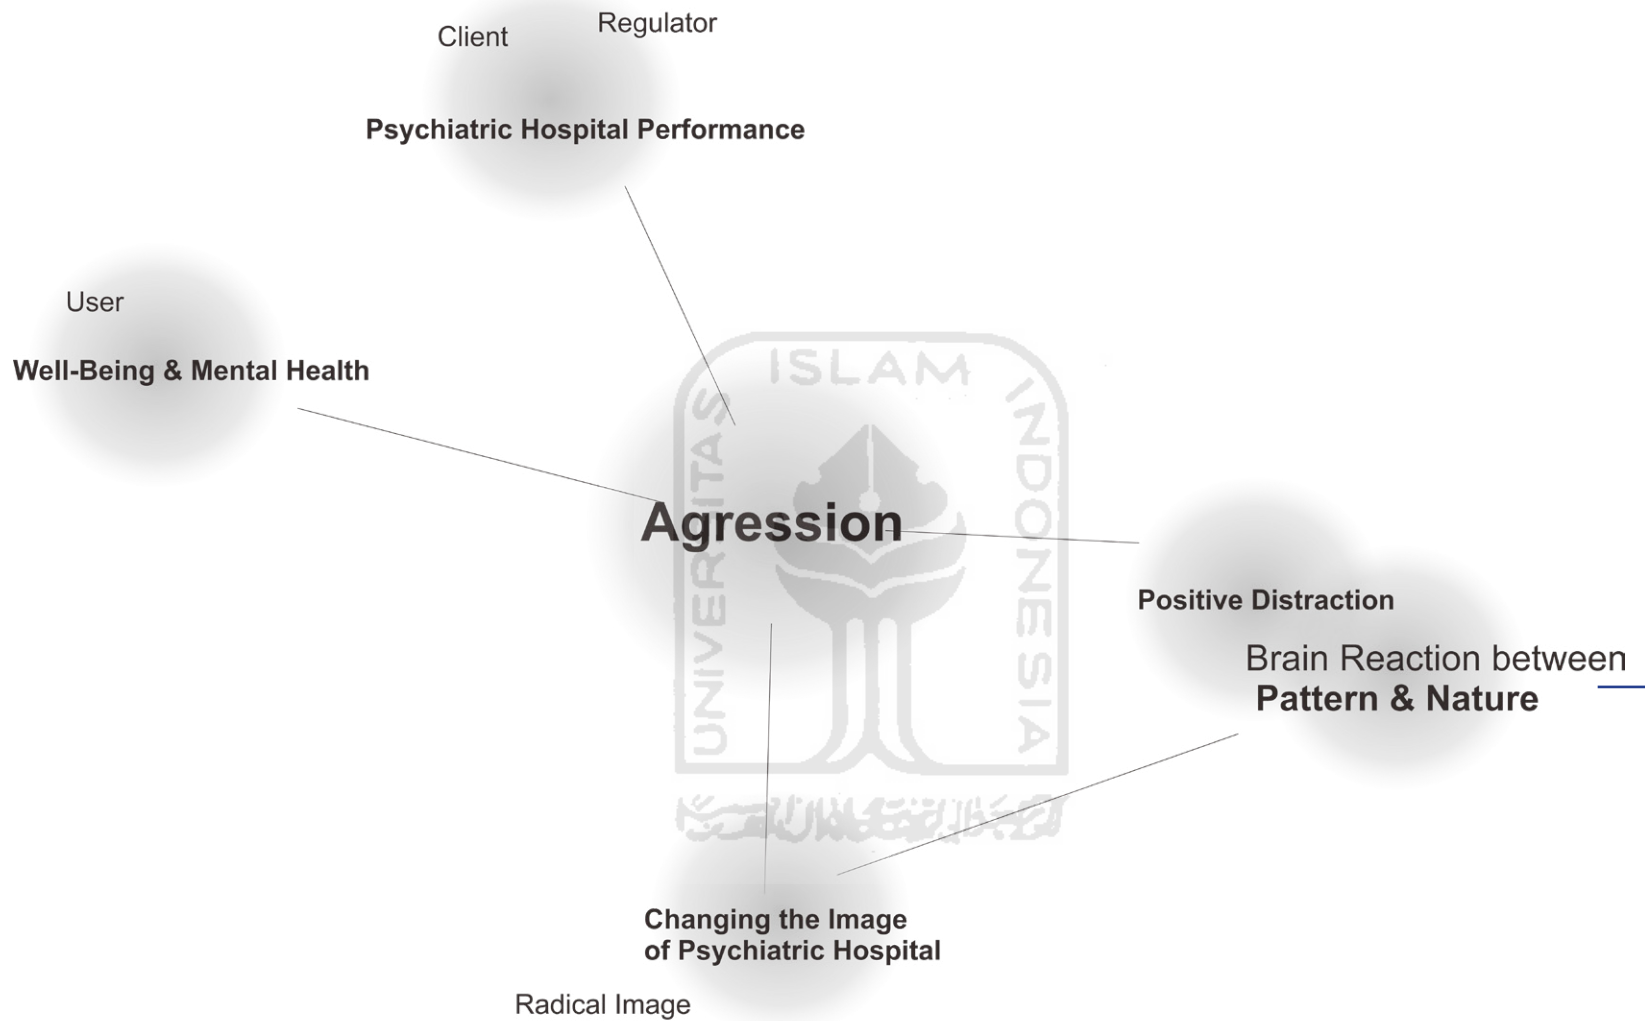 Client
Regulator
Psychiatric Hospital Performance
User
Well-Being & Mental Health
UNIVERSITAS
ISLAM
INDONESIA
Agression
Positive Distraction
Brain Reaction between
Pattern & Nature
Changing the Image
of Psychiatric Hospital
Radical Image